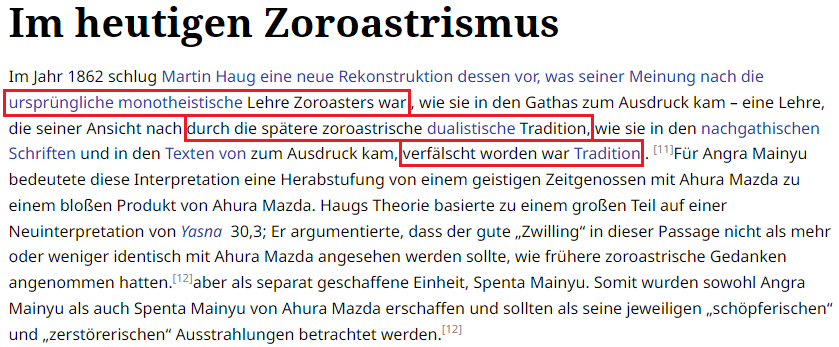 Im heutigen Zoroastrismus
Im Jahr 1862 schlug Martin Haug eine neue Rekonstruktion dessen vor, was seiner Meinung nach die
ursprüngliche monotheistische Lehre Zoroasters war , wie sie in den Gathas zum Ausdruck kam – eine Lehre,
die seiner Ansicht nach durch die spätere zoroastrische dualistische Tradition, wie sie in den nachgathischen
Schriften und in den Texten von zum Ausdruck kam, verfälscht worden war Tradition . [11]Für Angra Mainyu
bedeutete diese Interpretation eine Herabstufung von einem geistigen Zeitgenossen mit Ahura Mazda zu
einem bloßen Produkt von Ahura Mazda. Haugs Theorie basierte zu einem großen Teil auf einer
Neuinterpretation von Yasna 30,3; Er argumentierte, dass der gute „Zwilling“ in dieser Passage nicht als mehr
oder weniger identisch mit Ahura Mazda angesehen werden sollte, wie frühere zoroastrische Gedanken
angenommen hatten.[12]aber als separat geschaffene Einheit, Spenta Mainyu. Somit wurden sowohl Angra
Mainyu als auch Spenta Mainyu von Ahura Mazda erschaffen und sollten als seine jeweiligen „schöpferischen“
und „zerstörerischen“ Ausstrahlungen betrachtet werden.[12]